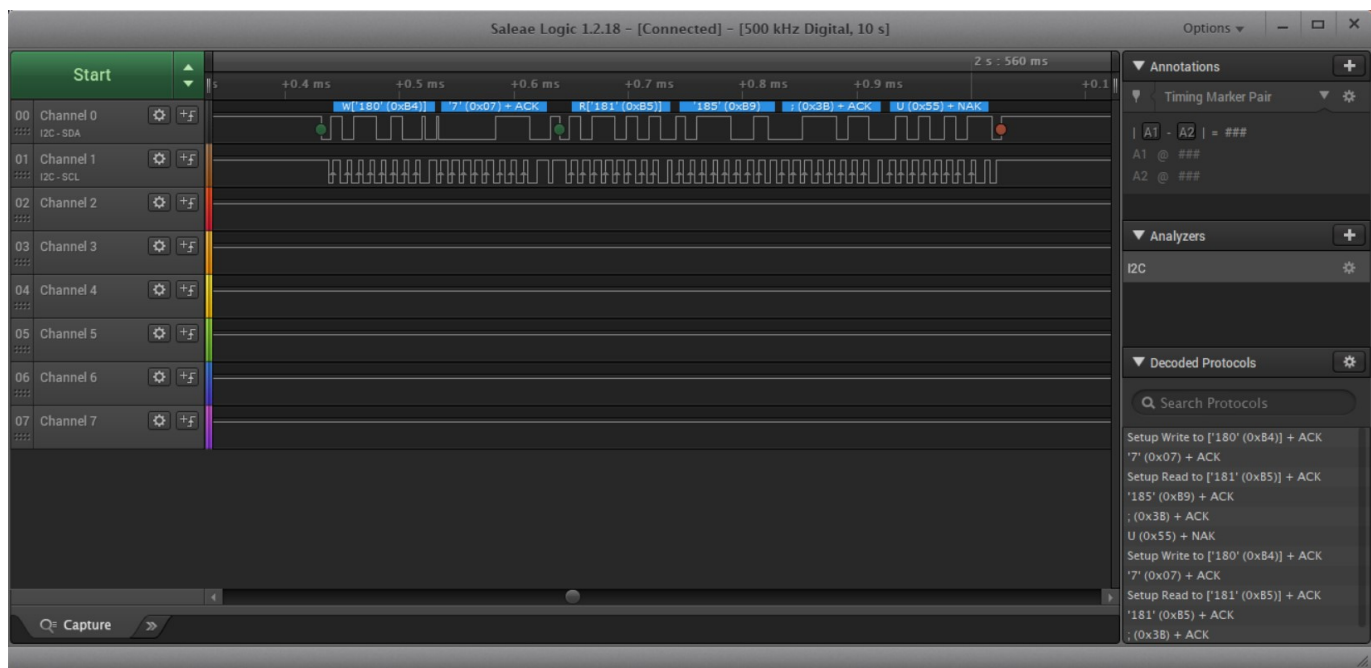 Saleae Logic 1.2.18 - [Connected] - [500 kHz Digital, 10 s]
Options
Start
2 s : 560 ms
+0.4 ms +0.5 ms +0.6 ms +0.7 ms +0.8 ms +0.9 ms +0.1
W['180' (0xB4)] '7' (0x07) + ACK R['181' (0xB5)] '185' (0xB9) ; (0x3B) + ACK U (0x55) + NAK
00 Channel 0
I2C - SDA
01 Channel 1
I2C - SCL
02 Channel 2
03 Channel 3
04 Channel 4
05 Channel 5
06 Channel 6
07 Channel 7
Capture
Annotations
Timing Marker Pair
| A1 - A2 | = ###
A1 @ ###
A2 @ ###
Analyzers
I2C
Decoded Protocols
Search Protocols
Setup Write to ['180' (0xB4)] + ACK
'7' (0x07) + ACK
Setup Read to ['181' (0xB5)] + ACK
'185' (0xB9) + ACK
; (0x3B) + ACK
U (0x55) + NAK
Setup Write to ['180' (0xB4)] + ACK
'7' (0x07) + ACK
Setup Read to ['181' (0xB5)] + ACK
'181' (0xB5) + ACK
; (0x3B) + ACK